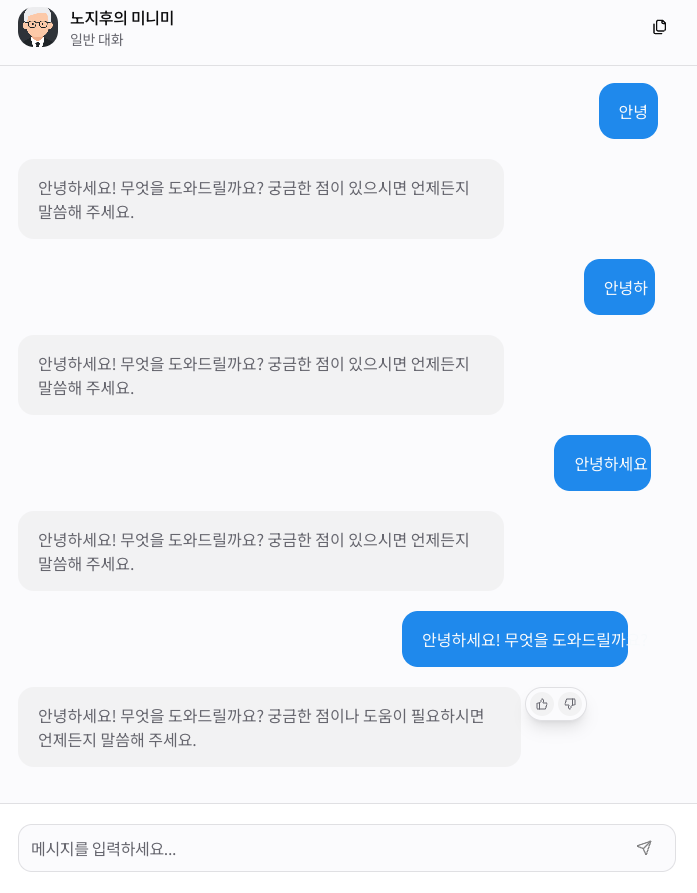 노지후의 미니미
일반 대화
안녕
안녕하세요! 무엇을 도와드릴까요? 궁금한 점이 있으시면 언제든지
말씀해 주세요.
안녕하
안녕하세요! 무엇을 도와드릴까요? 궁금한 점이 있으시면 언제든지
말씀해 주세요.
안녕하세요
안녕하세요! 무엇을 도와드릴까요? 궁금한 점이 있으시면 언제든지
말씀해 주세요.
안녕하세요! 무엇을 도와드릴까
안녕하세요! 무엇을 도와드릴까요? 궁금한 점이나 도움이 필요하시면
언제든지 말씀해 주세요.
메시지를 입력하세요...